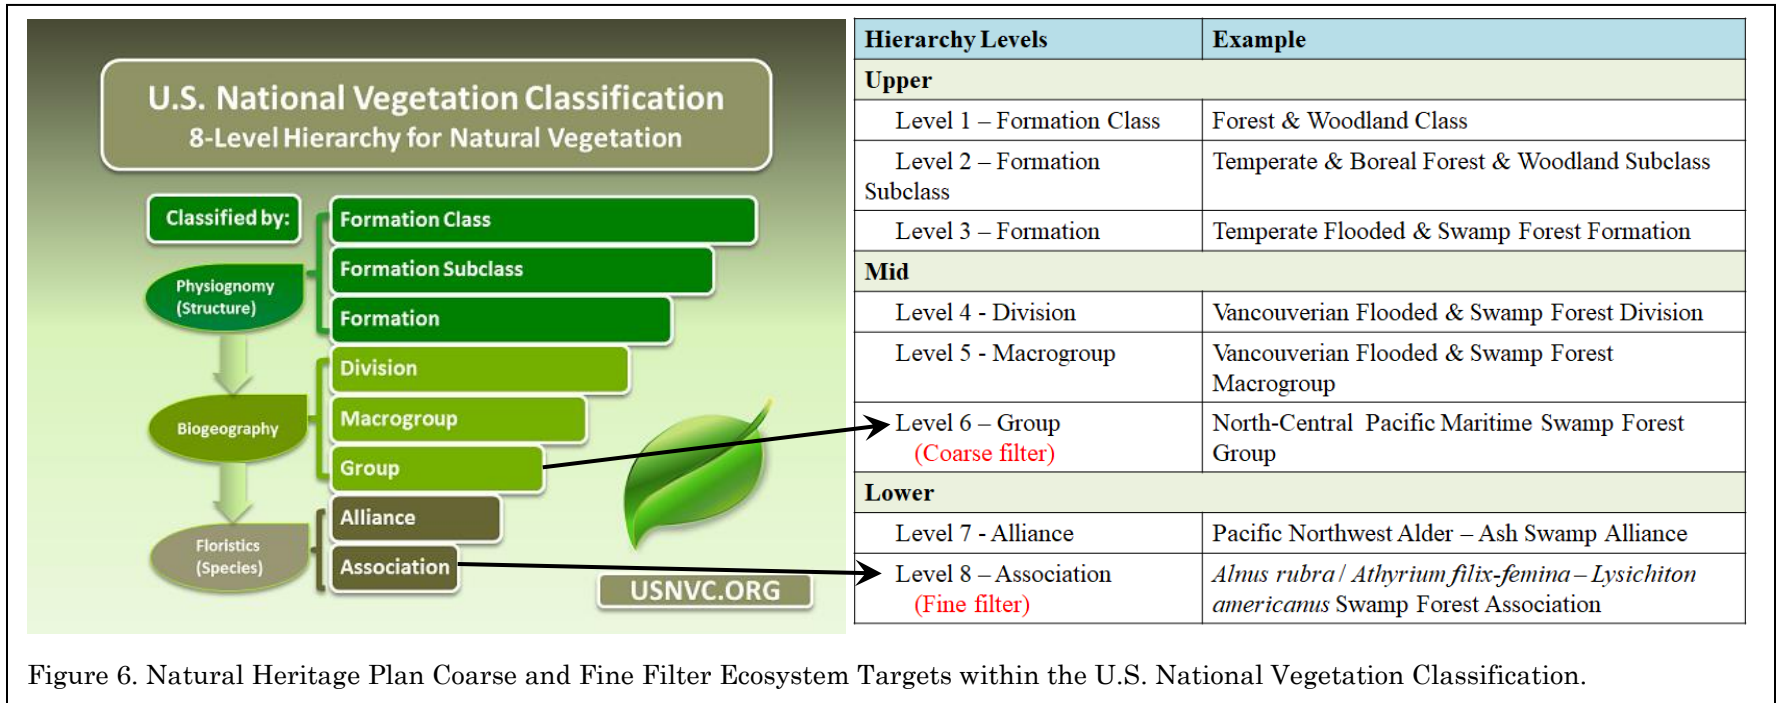 U.S. National Vegetation Classification
8-Level Hierarchy for Natural Vegetation
Classified by:
Physiognomy
(Structure)
Biogeography
Floristics
(Species)
Formation Class
Formation Subclass
Formation
Division
Macrogroup
Group
Alliance
Association
USNVC.ORG
Hierarchy Levels Example
Upper
Level 1 – Formation Class Forest & Woodland Class
Level 2 – Formation Temperate & Boreal Forest & Woodland Subclass
Subclass
Level 3 – Formation Temperate Flooded & Swamp Forest Formation
Mid
Level 4 - Division Vancouverian Flooded & Swamp Forest Division
Level 5 - Macrogroup Vancouverian Flooded & Swamp Forest
Macrogroup
Level 6 – Group North-Central Pacific Maritime Swamp Forest
(Coarse filter) Group
Lower
Level 7 - Alliance Pacific Northwest Alder – Ash Swamp Alliance
Level 8 – Association Alnus rubra / Athyrium filix-femina – Lysichiton
(Fine filter) americanus Swamp Forest Association
Figure 6. Natural Heritage Plan Coarse and Fine Filter Ecosystem Targets within the U.S. National Vegetation Classification.